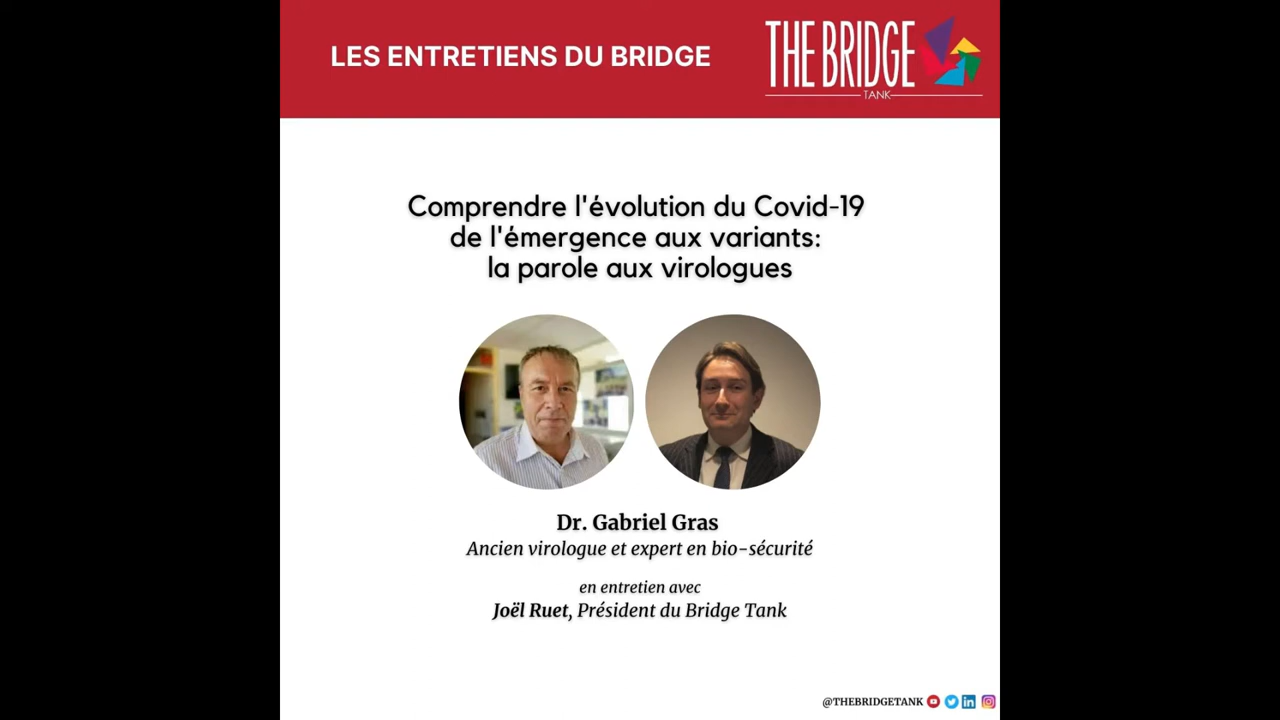 LES ENTRETIENS DU BRIDGE
THE BRIDGE
TANK
Comprendre l'évolution du Covid-19
de l'émergence aux variants:
la parole aux virologues
Dr. Gabriel Gras
Ancien virologue et expert en bio-sécurité
en entretien avec
Joël Ruet, Président du Bridge Tank
@THEBRIDGETANK